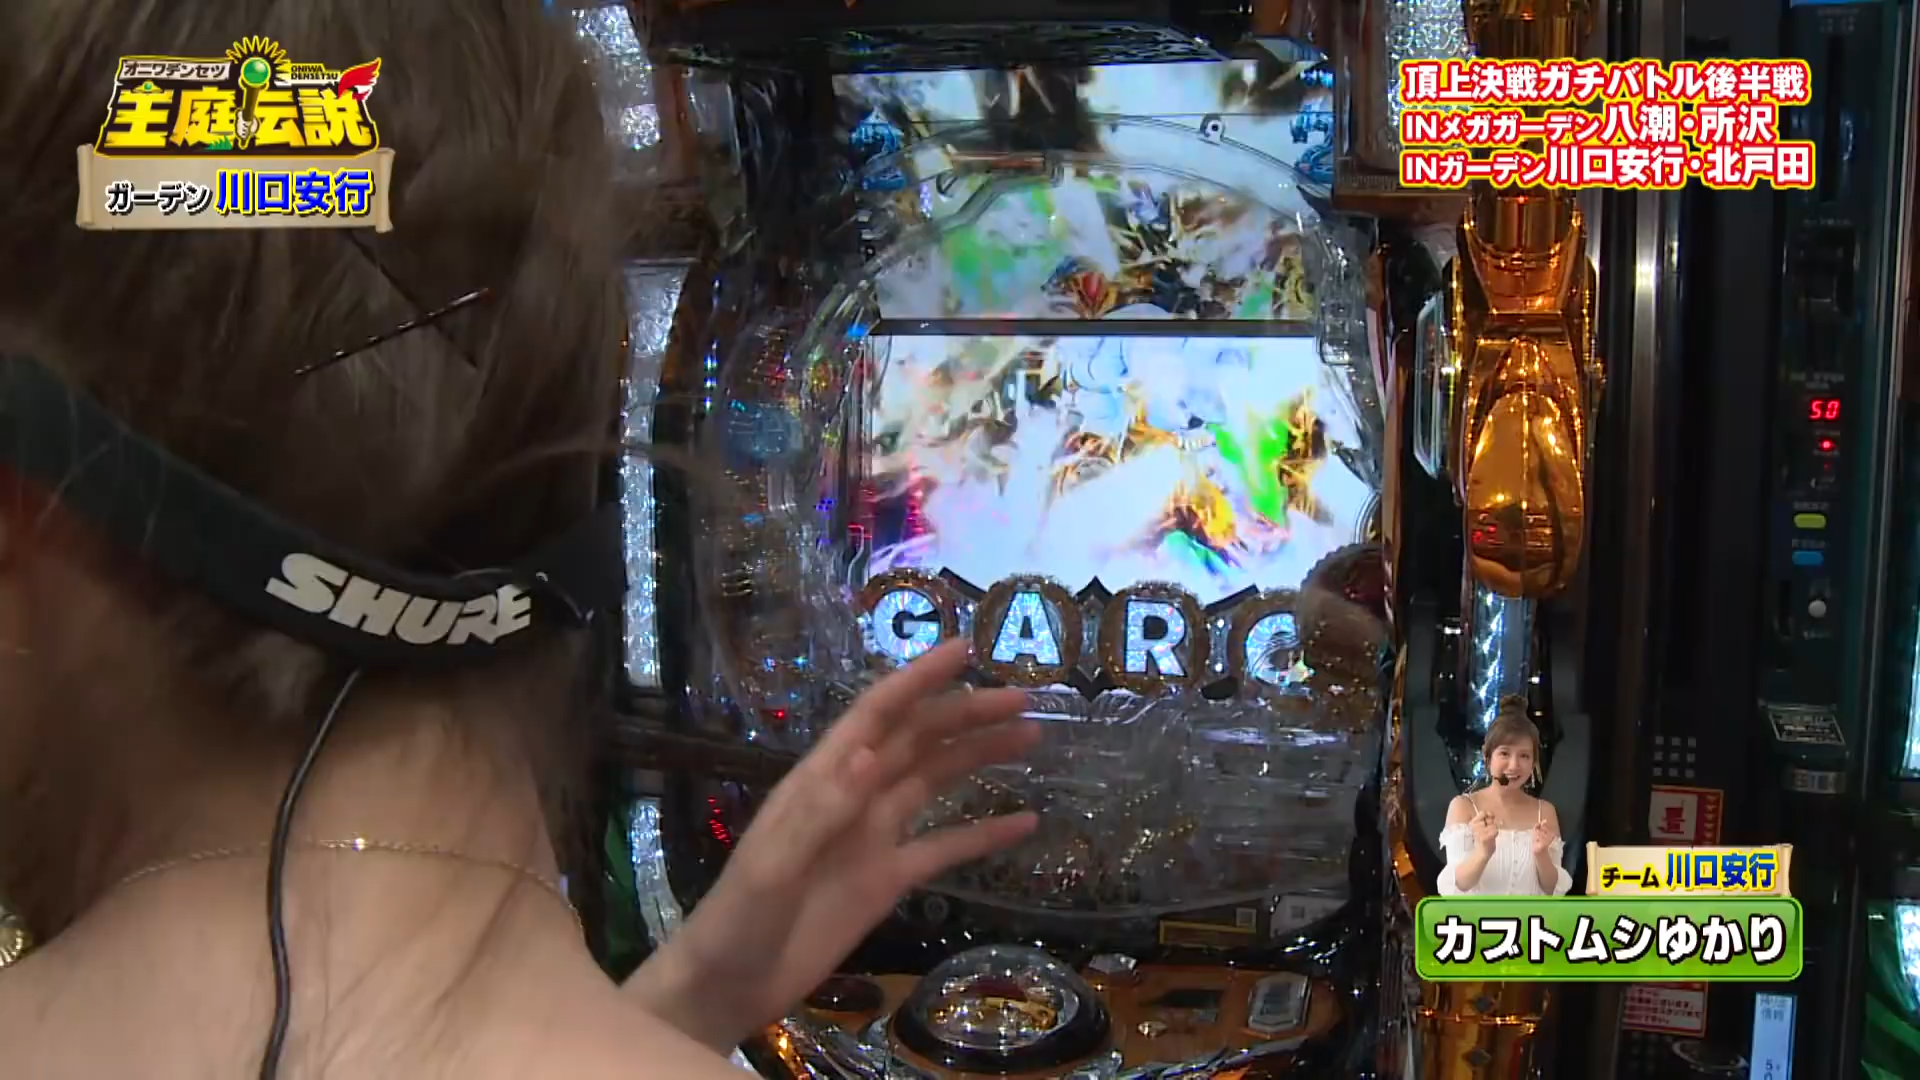 オニワデンセツ
ONIWA DENSETSU
主庭伝説
ガーデン 川口安行
頂上決戦ガチバトル後半戦
INメガガーデン八潮・所沢
INガーデン川口安行・北戸田
50
SHURE
GAR
チーム 川口安行
カブトムシゆかり